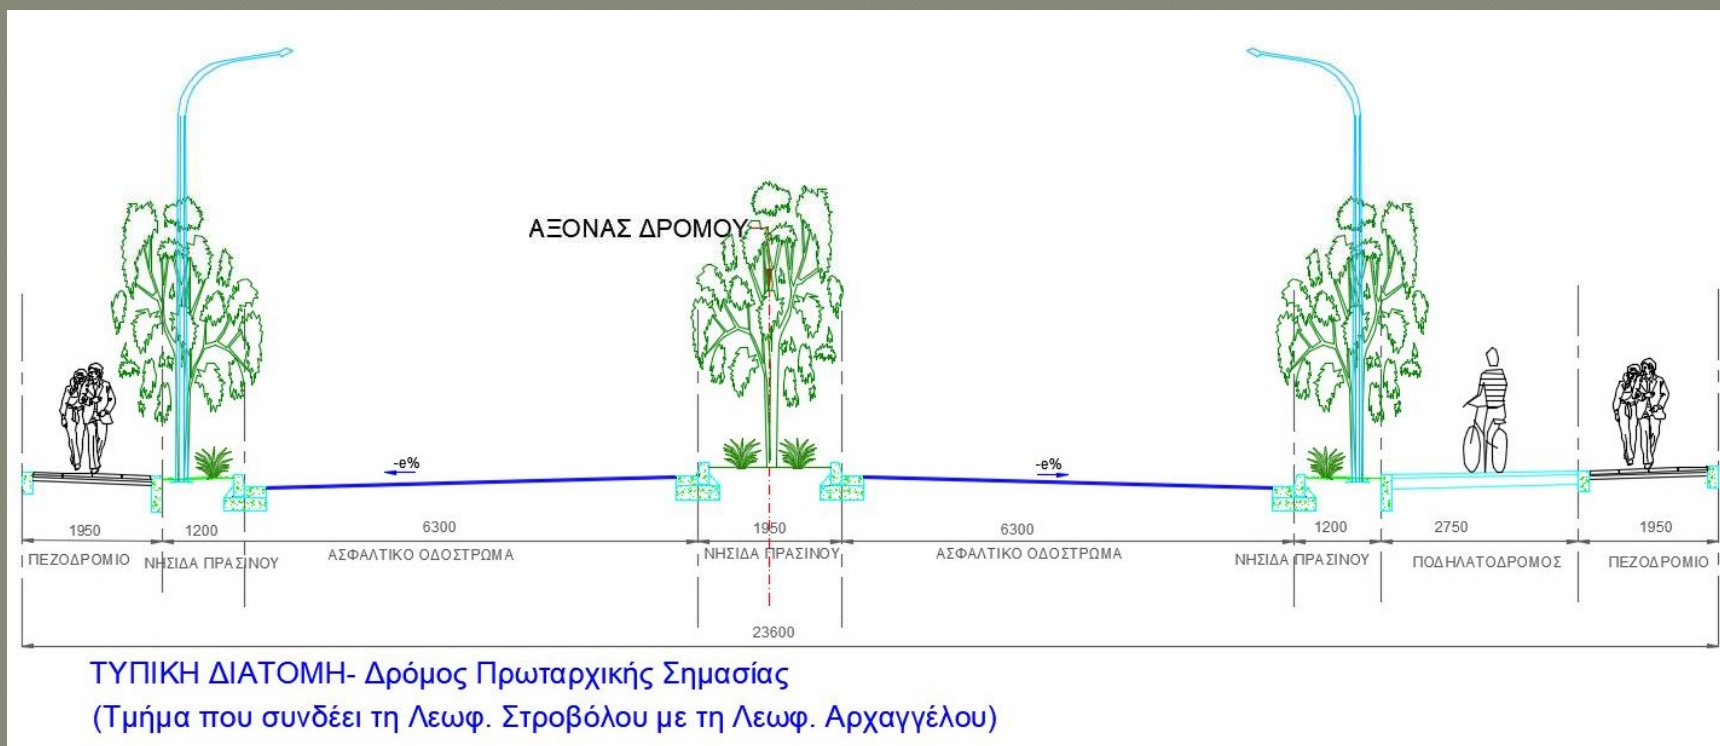 ΑΞΟΝΑΣ ΔΡΟΜΟΥ
-e% -e%
1950 1200 6300 1950 6300 1200 2750 1950
ΠΕΖΟΔΡΟΜΙΟ ΝΗΣΙΔΑ ΠΡΑΣΙΝΟΥ ΑΣΦΑΛΤΙΚΟ ΟΔΟΣΤΡΩΜΑ ΝΗΣΙΔΑ ΠΡΑΣΙΝΟΥ ΑΣΦΑΛΤΙΚΟ ΟΔΟΣΤΡΩΜΑ ΝΗΣΙΔΑ ΠΡΑΣΙΝΟΥ ΠΟΔΗΛΑΤΟΔΡΟΜΟΣ ΠΕΖΟΔΡΟΜΙΟ
23600
ΤΥΠΙΚΗ ΔΙΑΤΟΜΗ- Δρόμος Πρωταρχικής Σημασίας
(Τμήμα που συνδέει τη Λεωφ. Στροβόλου με τη Λεωφ. Αρχαγγέλου)